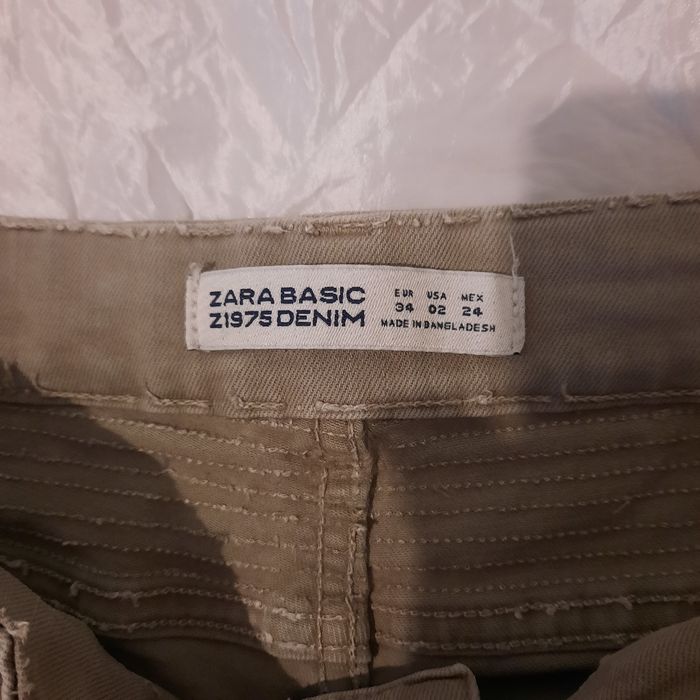 ZARA BASIC
Z1975 DENIM
EUR USA MEX
34 02 24
MADE IN BANGLADESH